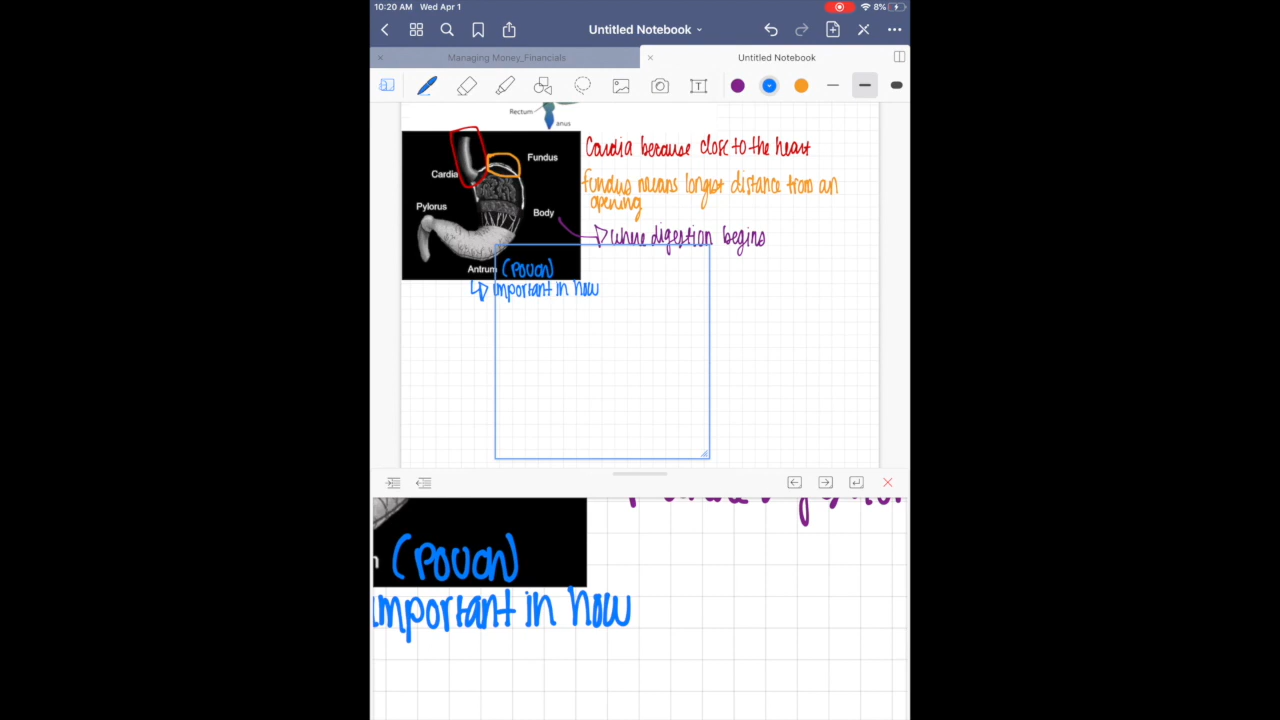 10:20 AM Wed Apr 1
8%
Untitled Notebook
Managing Money_Financials
Untitled Notebook
T
Rectum
anus
Cardia because close to the heart
Fundus
Cardia
fundus means longest distance from an
opening
Pylorus
Body
where digestion begins
Antrum (Pouch)
important in how
(Pouch)
important in how